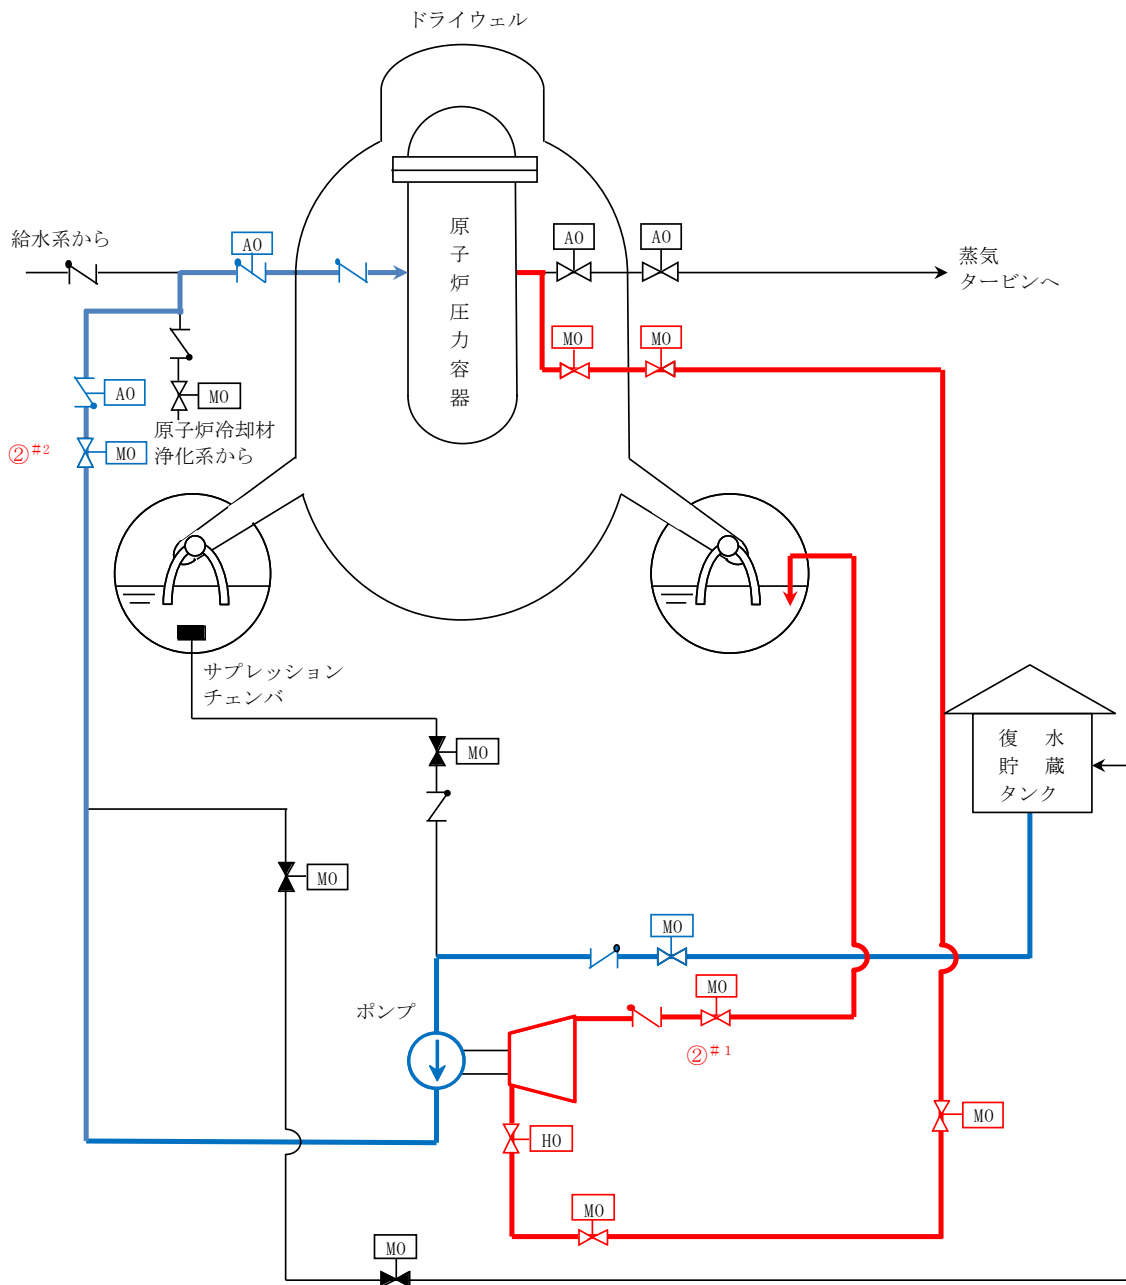 ドライウェル
給水系から
AO
AO
AO
蒸気
タービンへ
原子炉圧力容器
MO
MO
AO
MO
②#2
MO
原子炉冷却材
浄化系から
サプレッション
チェンバ
MO
復 水
貯 蔵
タンク
MO
MO
MO
ポンプ
②#1
MO
HO
MO
MO